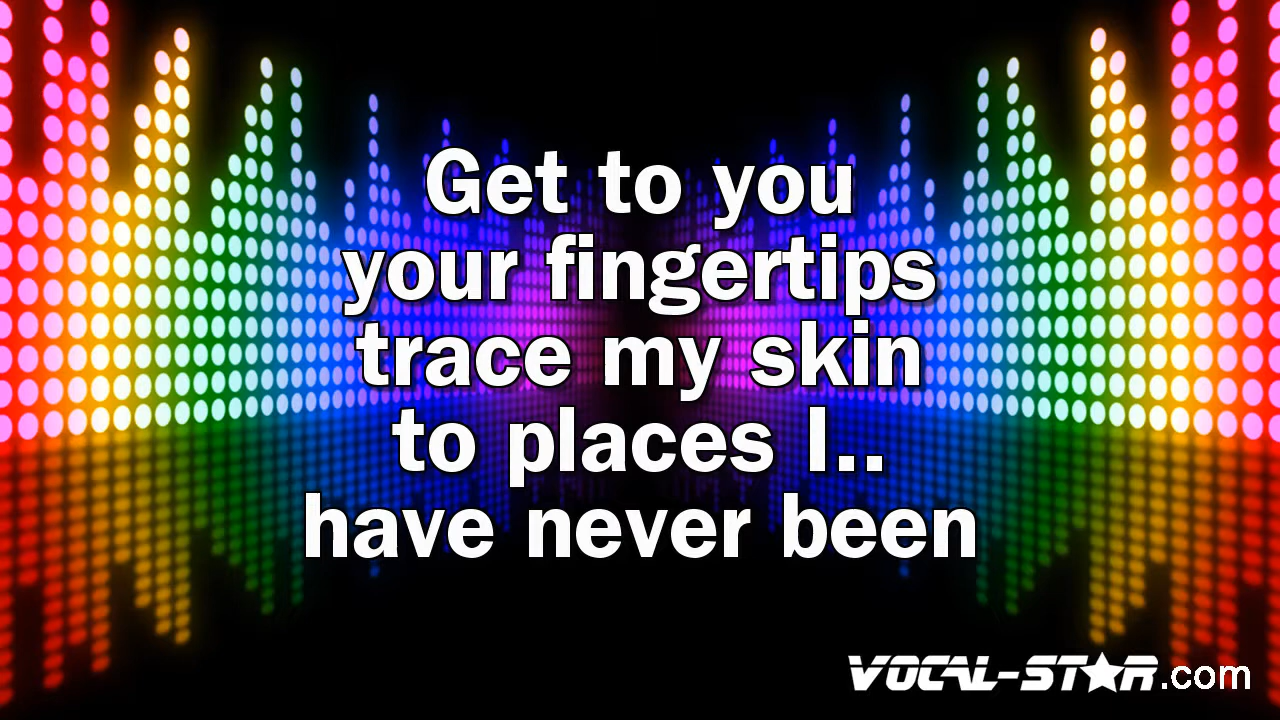 Get to you
your fingertips
trace my skin
to places I..
have never been
VOCAL-STAR.com